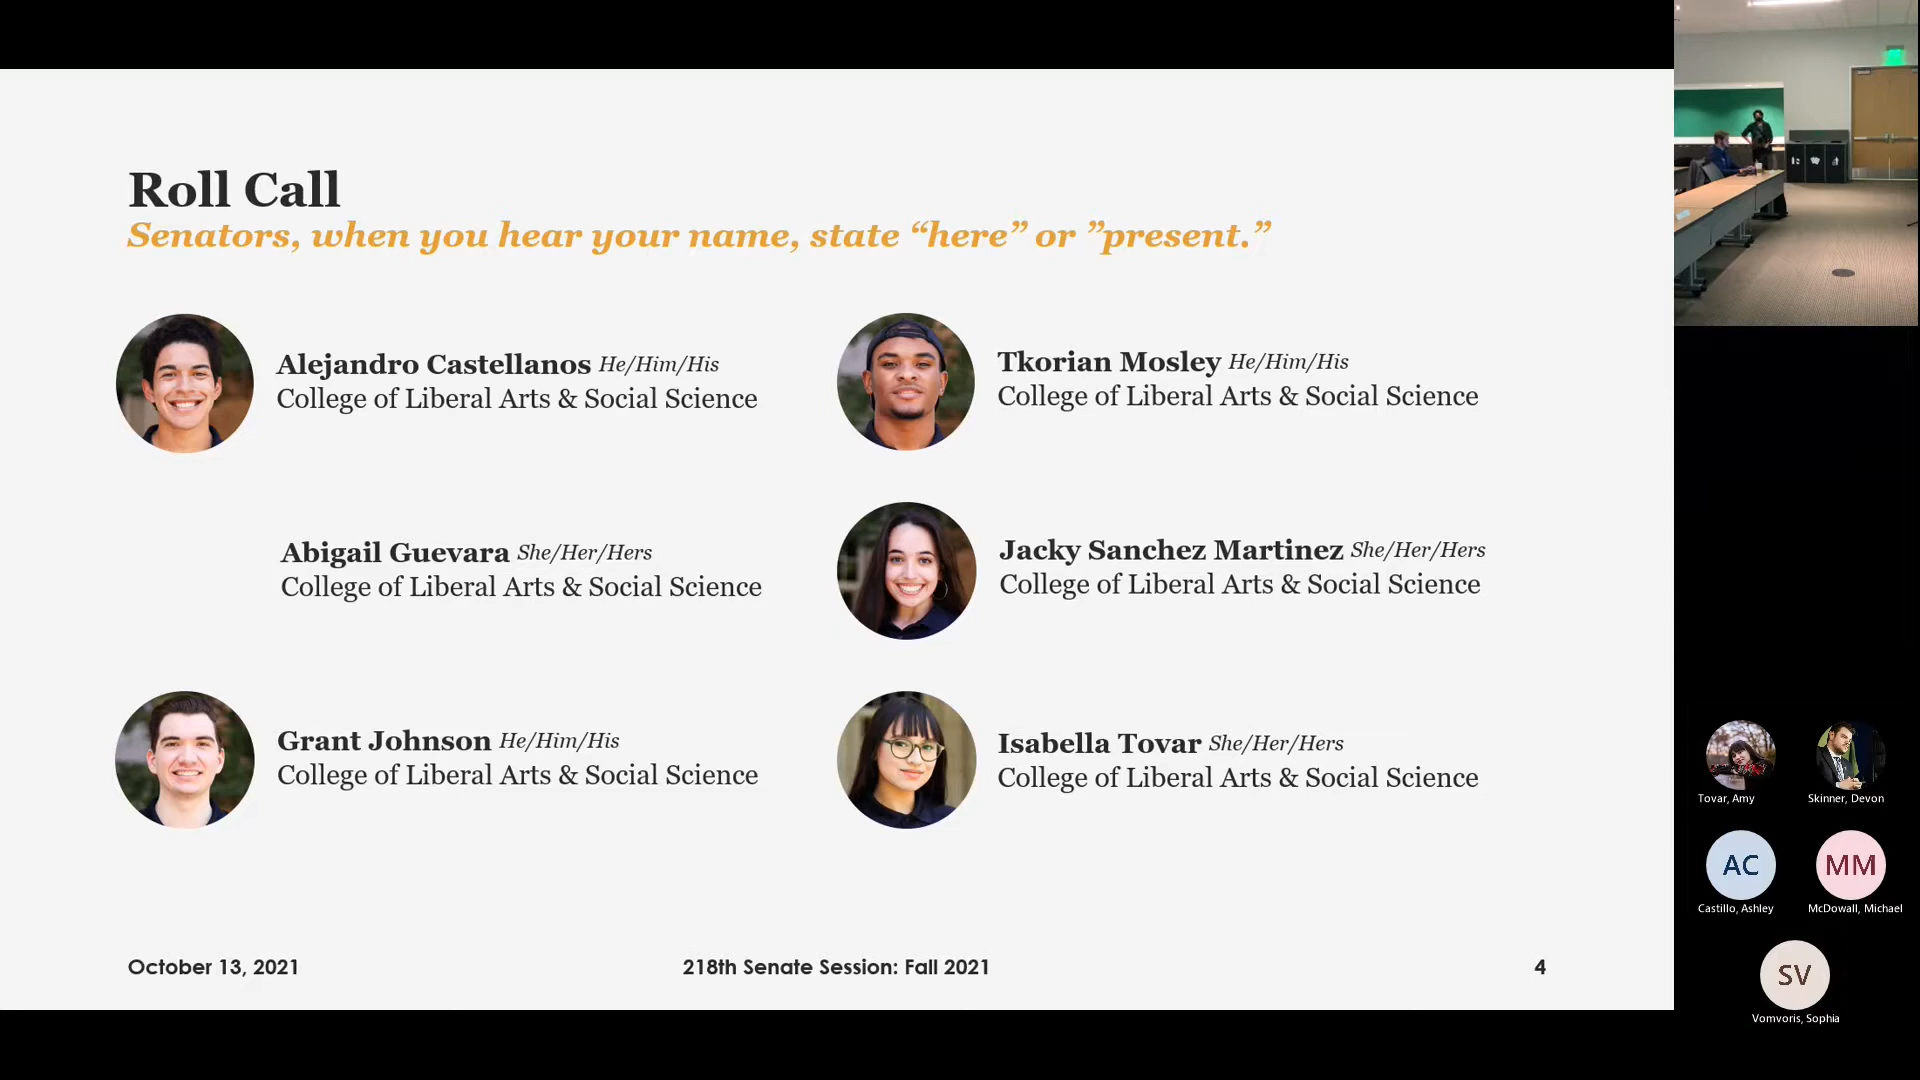 Roll Call
Senators, when you hear your name, state “here” or ”present.”
Alejandro Castellanos He/Him/His
College of Liberal Arts & Social Science
Tkorian Mosley He/Him/His
College of Liberal Arts & Social Science
Abigail Guevara She/Her/Hers
College of Liberal Arts & Social Science
Jacky Sanchez Martinez She/Her/Hers
College of Liberal Arts & Social Science
Grant Johnson He/Him/His
College of Liberal Arts & Social Science
Isabella Tovar She/Her/Hers
College of Liberal Arts & Social Science
October 13, 2021
218th Senate Session: Fall 2021
4
Tovar, Amy
Skinner, Devon
AC
MM
Castillo, Ashley
McDowall, Michael
SV
Vomvoris, Sophia